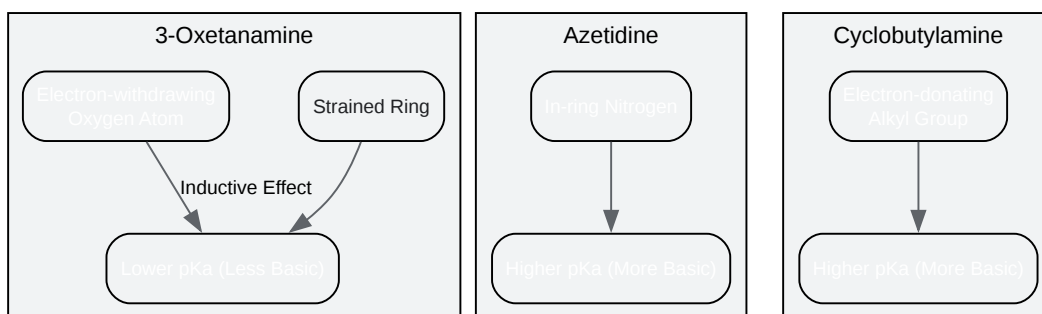 3-Oxetanamine
Electron-withdrawing
Oxygen Atom
Strained Ring
Inductive Effect
Lower pKa (Less Basic)
Azetidine
In-ring Nitrogen
Higher pKa (More Basic)
Cyclobutylamine
Electron-donating
Alkyl Group
Higher pKa (More Basic)